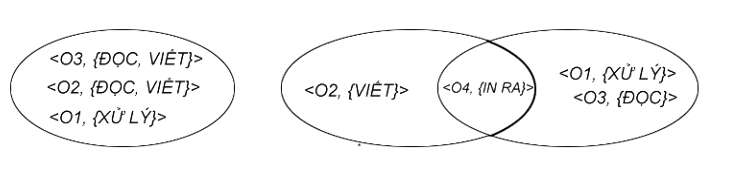 <O3, {ĐỌC, VIẾT}>
<O2, {ĐỌC, VIẾT}>
<O1, {XỬ LÝ}>
<O2, {VIẾT}>
<O4, {IN RA}>
<O1, {XỬ LÝ}>
<O3, {ĐỌC}>